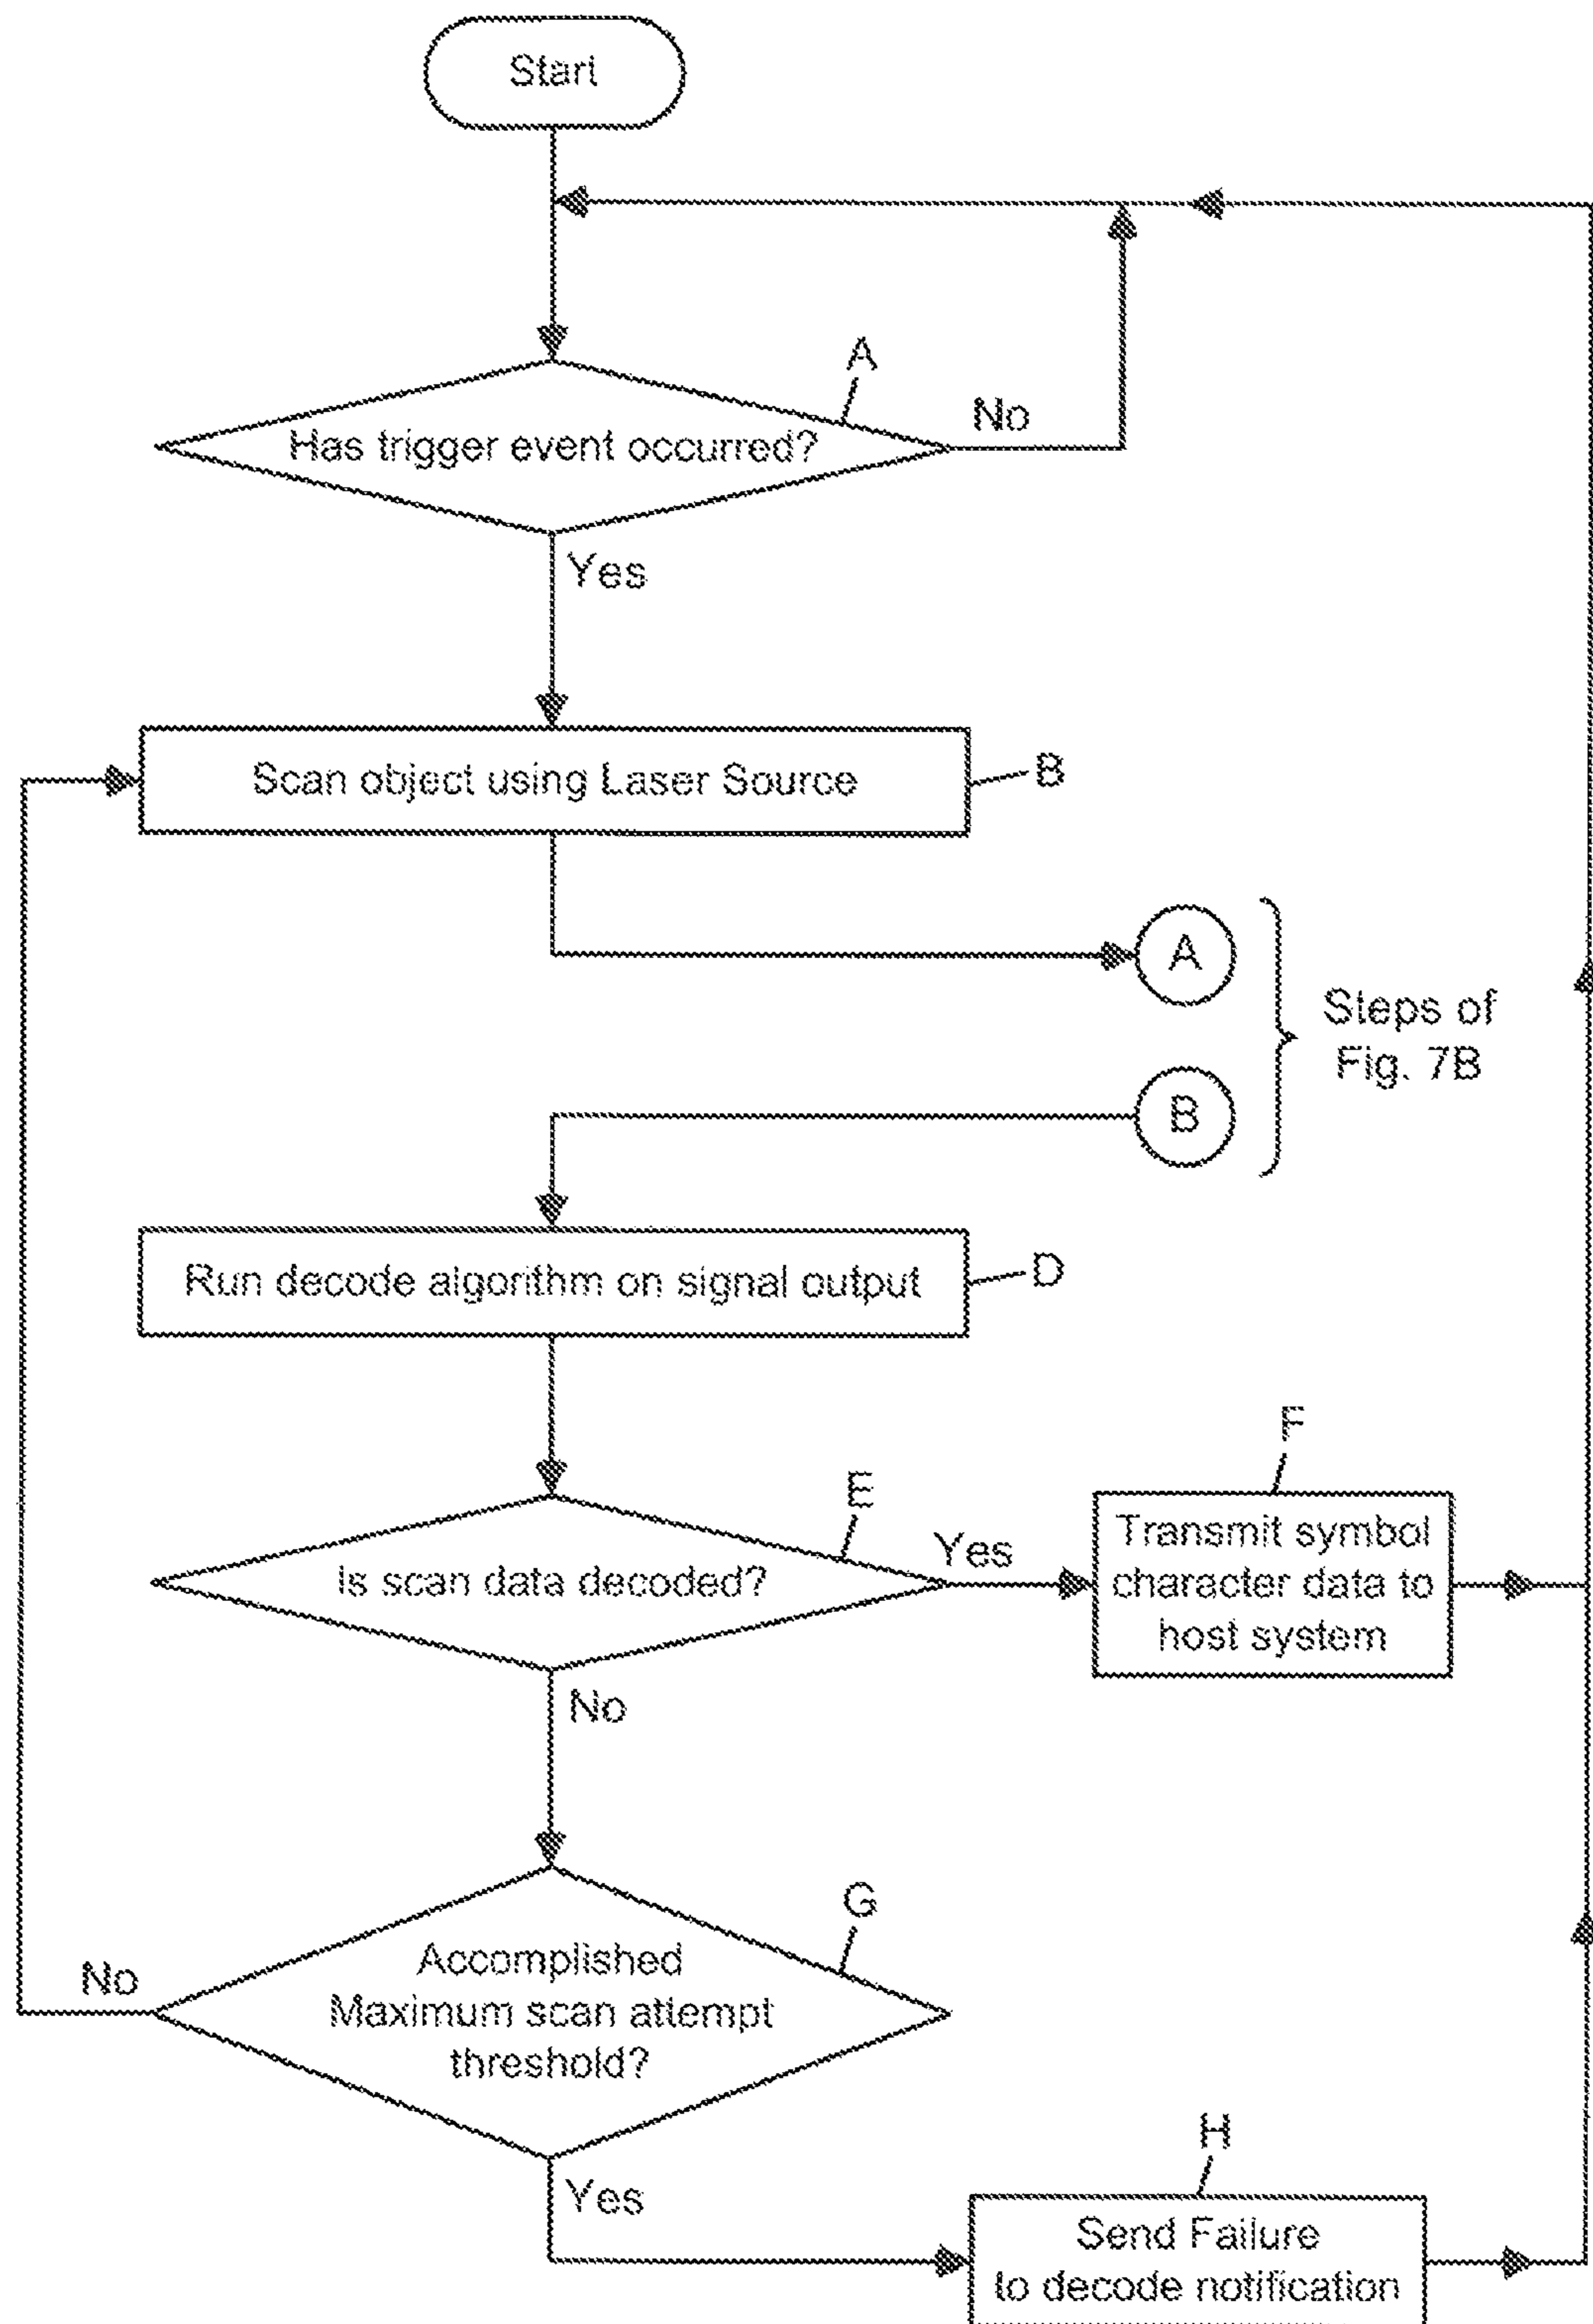 Start
A
Has trigger event occurred?
No
Yes
Scan object using Laser Source
B
A
Steps of
Fig. 7B
B
Run decode algorithm on signal output
D
F
E
Yes
Transmit symbol
character data to
host system
Is scan data decoded?
No
G
Accomplished
Maximum scan attempt
threshold?
No
H
Yes
Send Failure
to decode notification